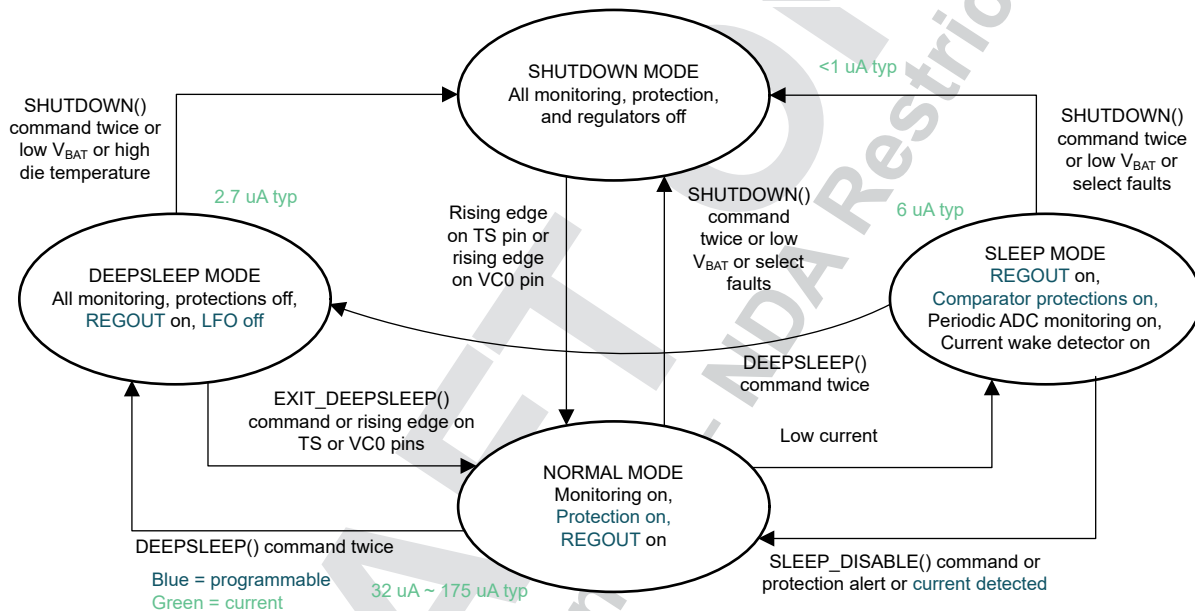 SHUTDOWN MODE
All monitoring, protection,
and regulators off
<1 uA typ
SHUTDOWN()
command twice or
low VBAT or high
die temperature
SHUTDOWN()
command twice
or low VBAT or
select faults
2.7 uA typ
Rising edge
on TS pin or
rising edge
on VC0 pin
SHUTDOWN()
command
twice or low
VBAT or select
faults
6 uA typ
DEEPSLEEP MODE
All monitoring, protections off,
REGOUT on, LFO off
SLEEP MODE
REGOUT on,
Comparator protections on,
Periodic ADC monitoring on,
Current wake detector on
DEEPSLEEP()
command twice
EXIT_DEEPSLEEP()
command or rising edge on
TS or VC0 pins
Low current
NORMAL MODE
Monitoring on,
Protection on,
REGOUT on
DEEPSLEEP() command twice
SLEEP_DISABLE() command or
protection alert or current detected
Blue = programmable
Green = current
32 uA ~ 175 uA typ
- NDA Restric